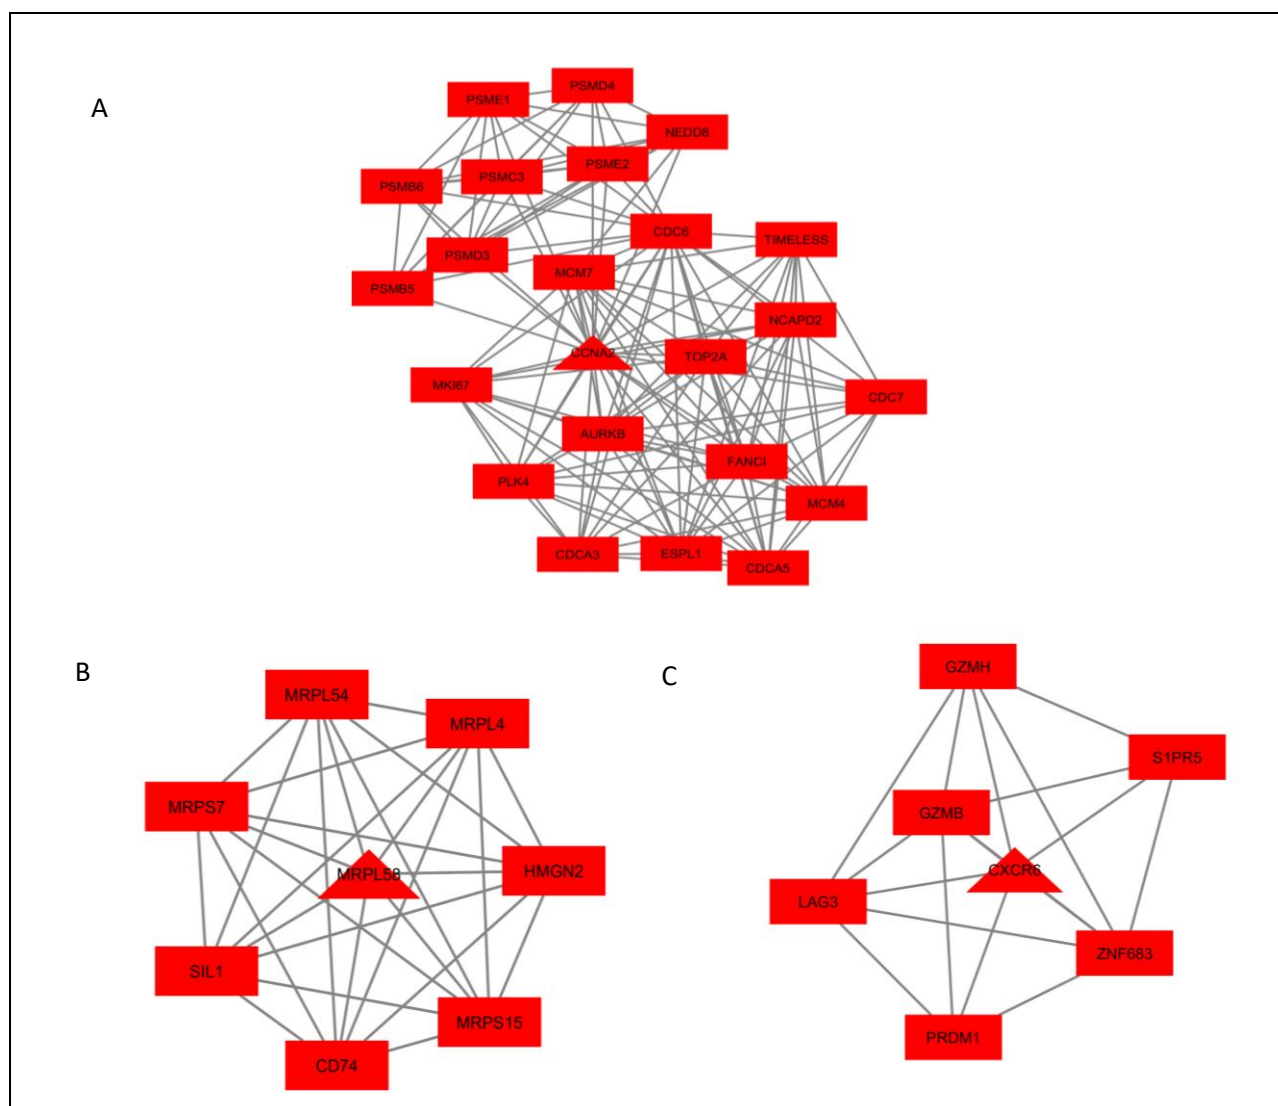 A
PSMD4
PSME1
NEDD8
PSME2
PSMC3
PSMB6
CDC6
TIMELESS
PSMD3
MCM7
PSMB5
NCAPD2
CCNA2
TOP2A
MKI67
CDC7
AURKB
FANCI
PLK4
MCM4
CDCA3
ESPL1
CDCA5
B
MRPL54
MRPL4
MRPS7
MRPL58
HMGN2
SIL1
MRPS15
CD74
C
GZMH
S1PR5
GZMB
CXCR6
LAG3
ZNF683
PRDM1